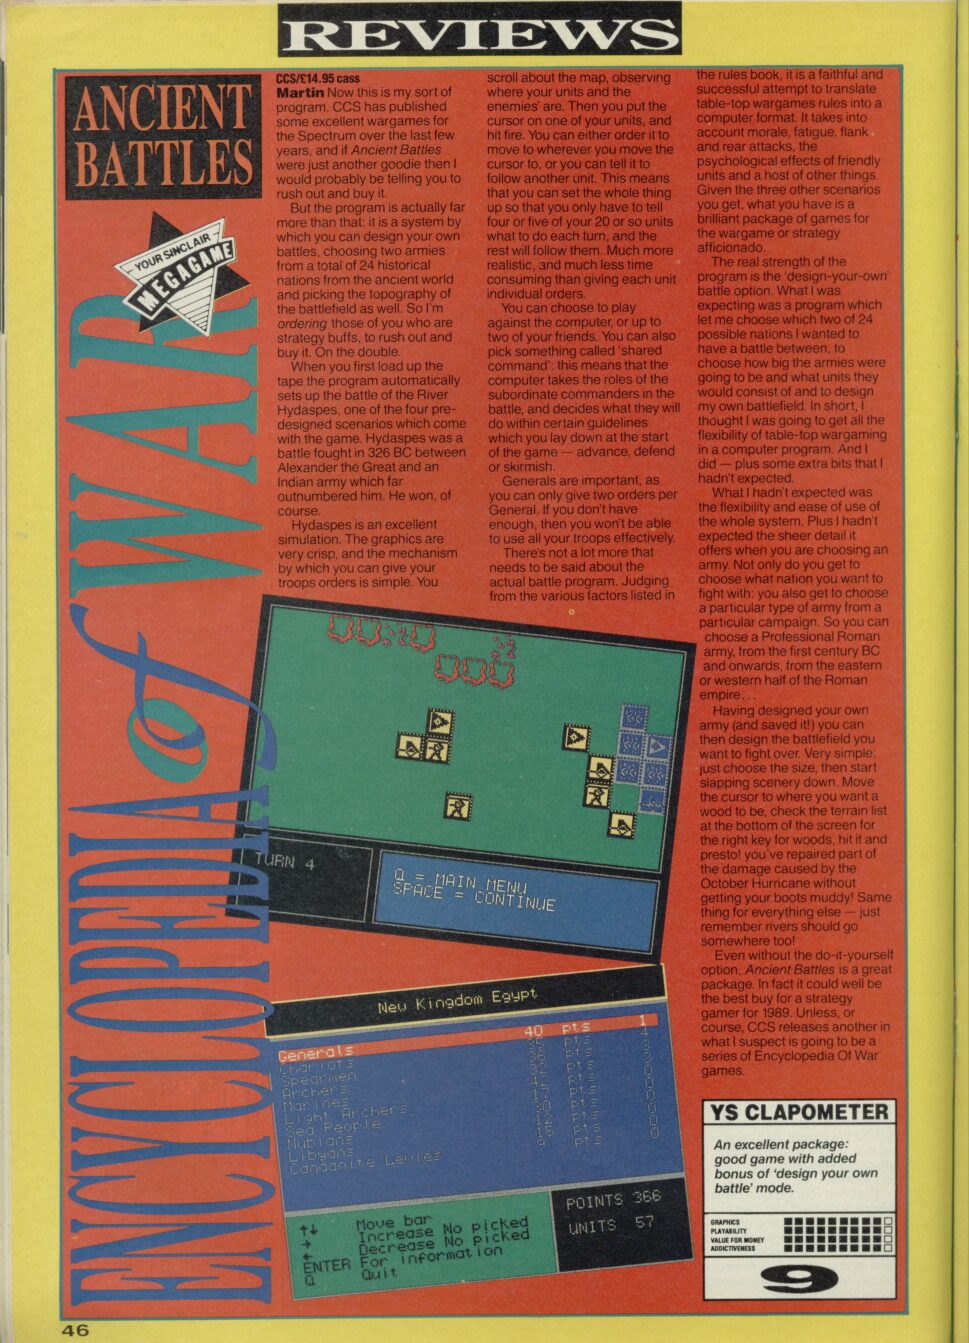 REVIEWS
ENCYCLOPEDIA of WAR
ANCIENT
BATTLES
YOUR SINCLAIR
MEGAGAME
CCS/£14.95 cass
Martin Now this is my sort of
program. CCS has published
some excellent wargames for
the Spectrum over the last few
years, and if Ancient Battles
were just another goodie then I
would probably be telling you to
rush out and buy it.
But the program is actually far
more than that: it is a system by
which you can design your own
battles, choosing two armies
from a total of 24 historical
nations from the ancient world
and picking the topography of
the battlefield as well. So I'm
ordering those of you who are
strategy buffs, to rush out and
buy it. On the double.
When you first load up the
tape the program automatically
sets up the battle of the River
Hydaspes, one of the four pre-
designed scenarios which come
with the game. Hydaspes was a
battle fought in 326 BC between
Alexander the Great and an
Indian army which far
outnumbered him. He won, of
course.
Hydaspes is an excellent
simulation. The graphics are
very crisp, and the mechanism
by which you can give your
troops orders is simple. You
scroll about the map, observing
where your units and the
enemies' are. Then you put the
cursor on one of your units, and
hit fire. You can either order it to
move to wherever you move the
cursor to, or you can tell it to
follow another unit. This means
that you can set the whole thing
up so that you only have to tell
four or five of your 20 or so units
what to do each turn, and the
rest will follow them. Much more
realistic, and much less time
consuming than giving each unit
individual orders.
You can choose to play
against the computer, or up to
two of your friends. You can also
pick something called 'shared
command': this means that the
computer takes the roles of the
subordinate commanders in the
battle, and decides what they will
do within certain guidelines
which you lay down at the start
of the game — advance, defend
or skirmish.
Generals are important, as
you can only give two orders per
General. If you don't have
enough, then you won't be able
to use all your troops effectively.
There's not a lot more that
needs to be said about the
actual battle program. Judging
from the various factors listed in
the rules book, it is a faithful and
successful attempt to translate
table-top wargames rules into a
computer format. It takes into
account morale, fatigue, flank
and rear attacks, the
psychological effects of friendly
units and a host of other things.
Given the three other scenarios
you get, what you have is a
brilliant package of games for
the wargame or strategy
afficionado.
The real strength of the
program is the 'design-your-own'
battle option. What I was
expecting was a program which
let me choose which two of 24
possible nations I wanted to
have a battle between, to
choose how big the armies were
going to be and what units they
would consist of and to design
my own battlefield. In short, I
thought I was going to get all the
flexibility of table-top wargaming
in a computer program. And I
did — plus some extra bits that I
hadn't expected.
What I hadn't expected was
the flexibility and ease of use of
the whole system. Plus I hadn't
expected the sheer detail it
offers when you are choosing an
army. Not only do you get to
choose what nation you want to
fight with: you also get to choose
a particular type of army from a
particular campaign. So you can
choose a Professional Roman
army, from the first century BC
and onwards, from the eastern
or western half of the Roman
empire...
Having designed your own
army (and saved it!) you can
then design the battlefield you
want to fight over. Very simple:
just choose the size, then start
slapping scenery down. Move
the cursor to where you want a
wood to be, check the terrain list
at the bottom of the screen for
the right key for woods, hit it and
presto! you've repaired part of
the damage caused by the
October Hurricane without
getting your boots muddy! Same
thing for everything else — just
remember rivers should go
somewhere too!
Even without the do-it-yourself
option, Ancient Battles is a great
package. In fact it could well be
the best buy for a strategy
gamer for 1989. Unless, or
course, CCS releases another in
what I suspect is going to be a
series of Encyclopedia Of War
games.
TURN 4
Q = MAIN MENU
SPACE = CONTINUE
New Kingdom Egypt
Generals 40 pts 1
Chariots
Spearmen
Archers
Marines
Light Archers
Sea People
Nubians
Libyans
Canaanite Levies
↑↓ Move bar
→ Increase No picked
← Decrease No picked
ENTER For information
Q Quit
POINTS 366
UNITS 57
YS CLAPOMETER
An excellent package:
good game with added
bonus of 'design your own
battle' mode.
GRAPHICS
PLAYABILITY
VALUE FOR MONEY
ADDICTIVENESS
9
46